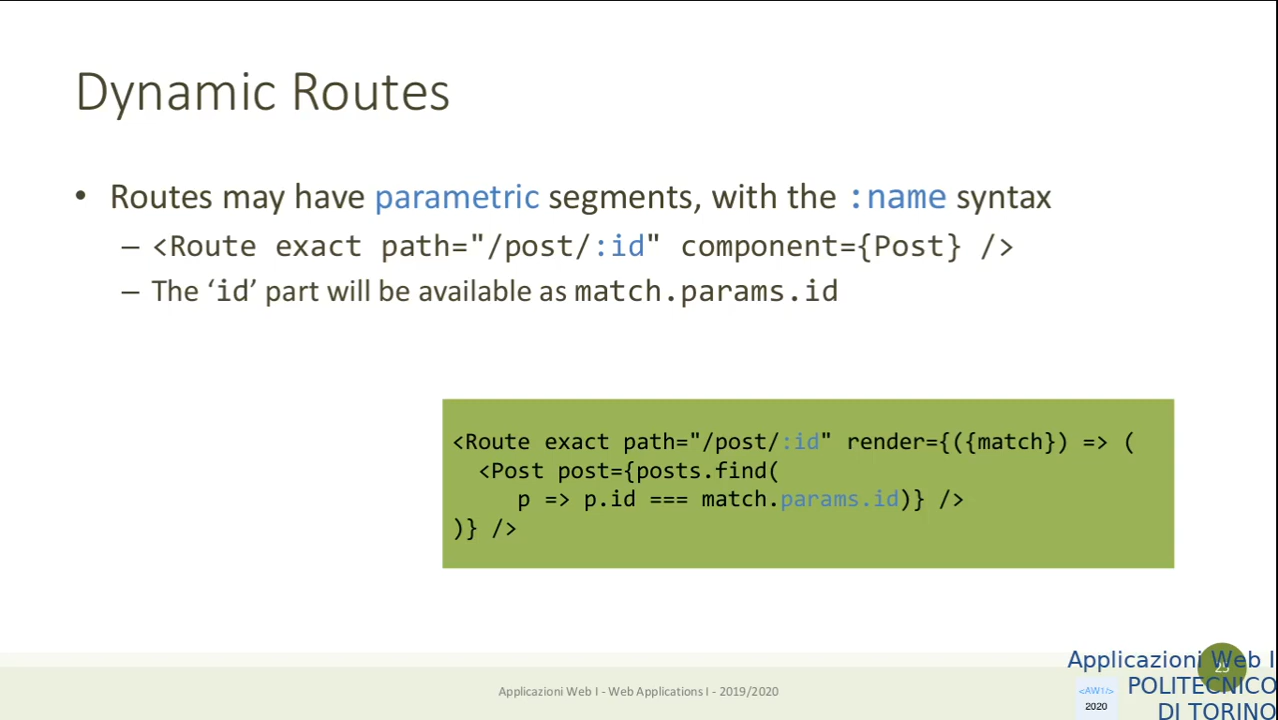 Dynamic Routes
• Routes may have parametric segments, with the :name syntax
– <Route exact path="/post/:id" component={Post} />
– The ‘id’ part will be available as match.params.id
<Route exact path="/post/:id" render={({match}) => (
  <Post post={posts.find(
     p => p.id === match.params.id)} />
)} />
Applicazioni Web I - Web Applications I - 2019/2020
Applicazioni Web I
<AW1/>
2020
POLITECNICO
DI TORINO